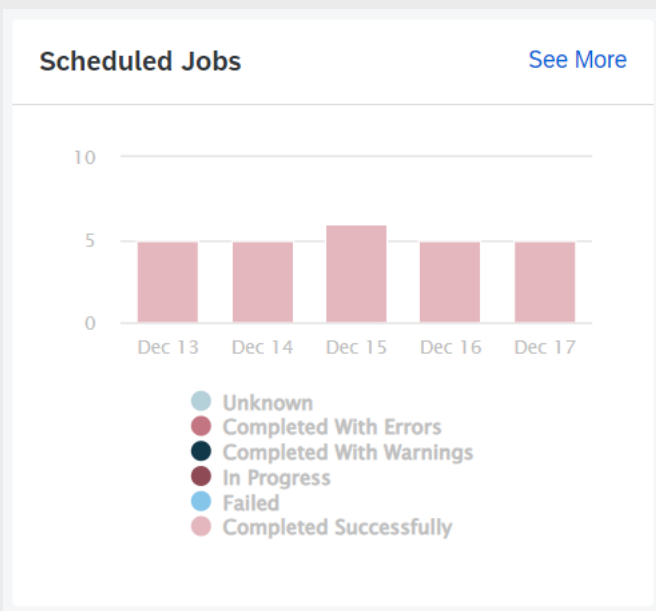 Scheduled Jobs
See More
10
5
0
Dec 13 Dec 14 Dec 15 Dec 16 Dec 17
Unknown
Completed With Errors
Completed With Warnings
In Progress
Failed
Completed Successfully